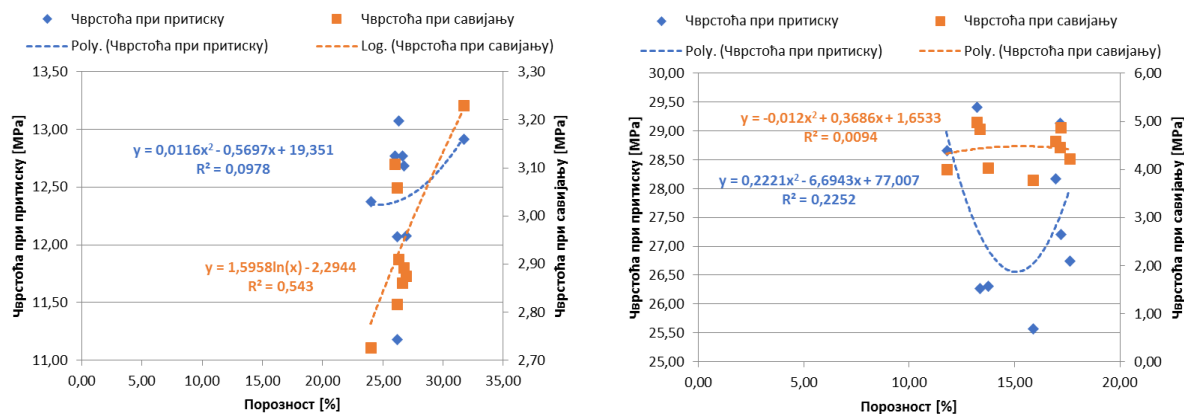 Чврстоћа при притиску Чврстоћа при савијању
Poly. (Чврстоћа при притиску) Log. (Чврстоћа при савијању)
13,50
13,00
12,50
12,00
11,50
11,00
3,30
3,20
3,10
3,00
2,90
2,80
2,70
0,00 5,00 10,00 15,00 20,00 25,00 30,00 35,00
Чврстоћа при притиску [MPa]
Чврстоћа при савијању [MPa]
Порозност [%]
y = 0,0116x² - 0,5697x + 19,351
R² = 0,0978
y = 1,5958ln(x) - 2,2944
R² = 0,543
Чврстоћа при притиску Чврстоћа при савијању
Poly. (Чврстоћа при притиску) Poly. (Чврстоћа при савијању)
30,00
29,50
29,00
28,50
28,00
27,50
27,00
26,50
26,00
25,50
25,00
6,00
5,00
4,00
3,00
2,00
1,00
0,00
0,00 5,00 10,00 15,00 20,00
Чврстоћа при притиску [MPa]
Чврстоћа при савијању [MPa]
Порозност [%]
y = -0,012x² + 0,3686x + 1,6533
R² = 0,0094
y = 0,2221x² - 6,6943x + 77,007
R² = 0,2252